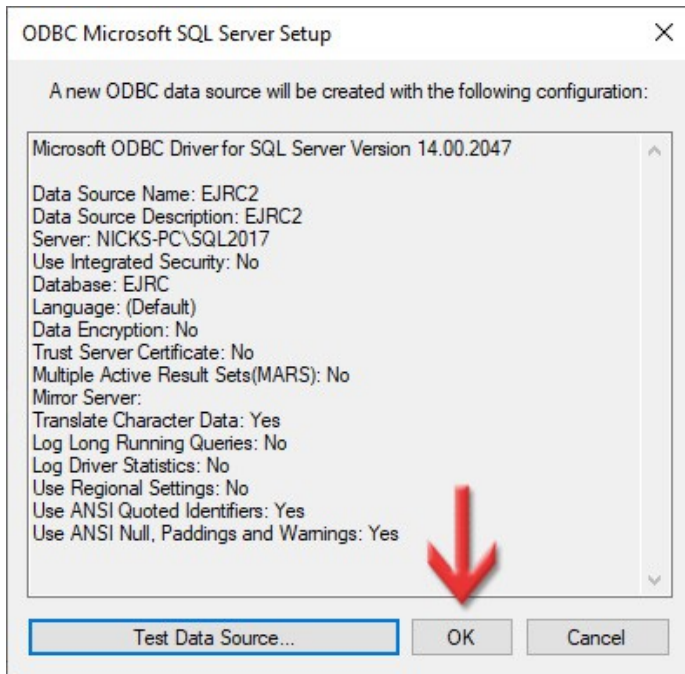 ODBC Microsoft SQL Server Setup
A new ODBC data source will be created with the following configuration:
Microsoft ODBC Driver for SQL Server Version 14.00.2047
Data Source Name: EJRC2
Data Source Description: EJRC2
Server: NICKS-PC\SQL2017
Use Integrated Security: No
Database: EJRC
Language: (Default)
Data Encryption: No
Trust Server Certificate: No
Multiple Active Result Sets(MARS): No
Mirror Server:
Translate Character Data: Yes
Log Long Running Queries: No
Log Driver Statistics: No
Use Regional Settings: No
Use ANSI Quoted Identifiers: Yes
Use ANSI Null, Paddings and Warnings: Yes
Test Data Source... OK Cancel